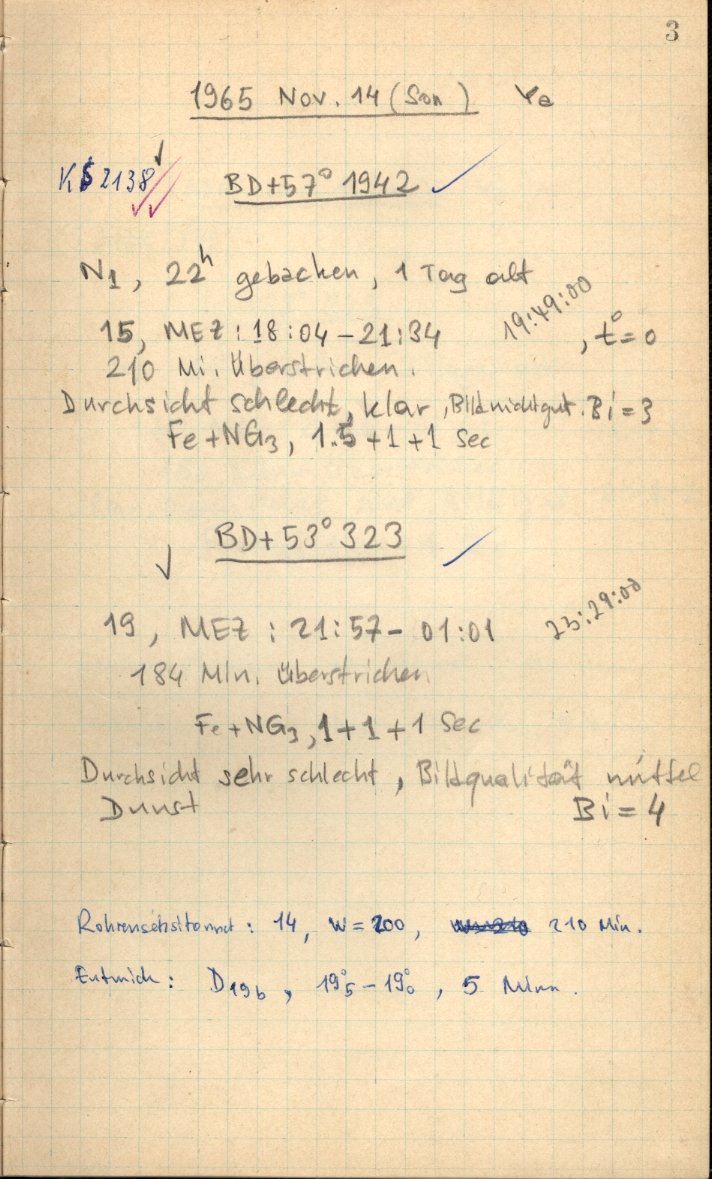 3
1965 Nov. 14 (Son) Ye
KS 2138 BD+57° 1942
N1, 22h gebacken, 1 Tag alt
19:49:00
15, MEZ: 18:04 – 21:34 , t°=0
210 Mi. Überstrichen.
Durchsicht schlecht, klar, Bild nicht gut. Bi=3
Fe+NG3, 1.5+1+1 Sec
BD+53° 323
23:29:00
19, MEZ: 21:57 – 01:01
184 Min. überstrichen
Fe+NG3, 1+1+1 Sec
Durchsicht sehr schlecht, Bildqualität mittel
Dunst Bi=4
14, W=200, 210 Min.
Entwick: D19b, 19°5 – 19°0, 5 Minn.